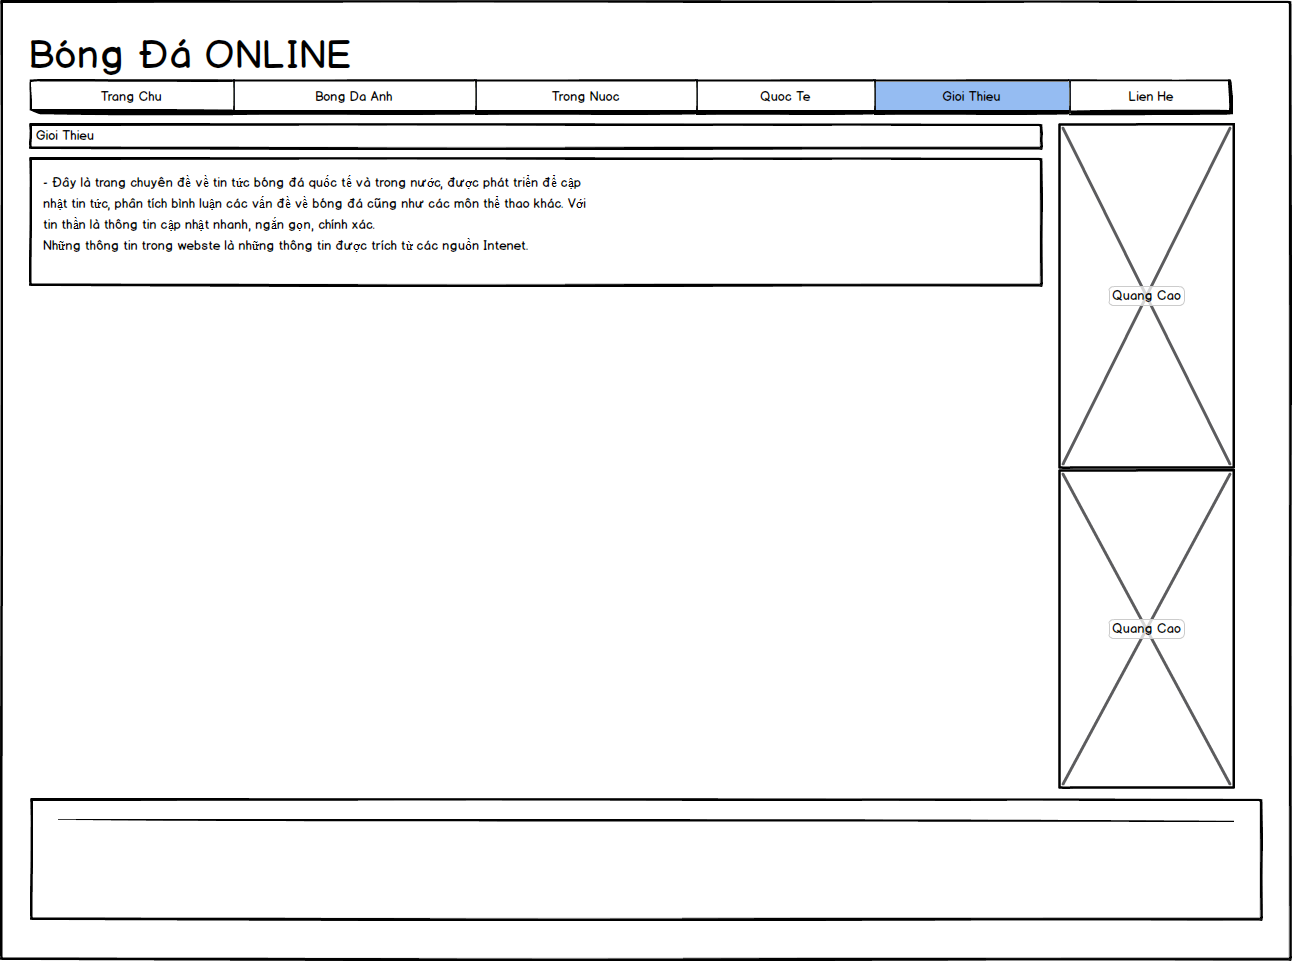 Bóng Đá ONLINE
Trang Chu
Bong Da Anh
Trong Nuoc
Quoc Te
Gioi Thieu
Lien He
Gioi Thieu
- Đây là trang chuyên đề về tin tức bóng đá quốc tế và trong nước, được phát triển để cập
nhật tin tức, phân tích bình luận các vấn đề về bóng đá cũng như các môn thể thao khác. Với
tin thần là thông tin cập nhật nhanh, ngắn gọn, chính xác.
Những thông tin trong webste là những thông tin được trích từ các nguồn Intenet.
Quang Cao
Quang Cao